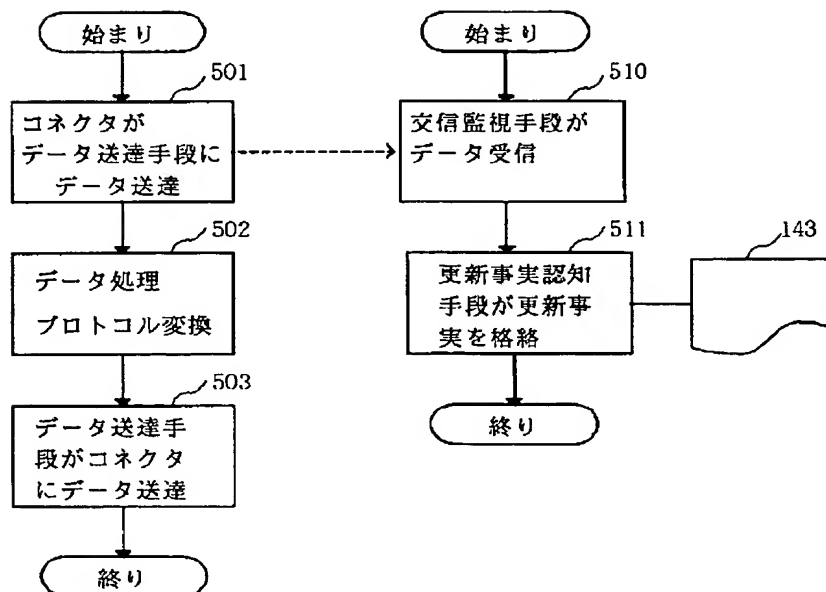 始まり
501
コネクタが
データ送達手段に
データ送達
502
データ処理
プロトコル変換
503
データ送達手
段がコネクタ
にデータ送達
終り
始まり
510
交信監視手段が
データ受信
511
更新事実認知
手段が更新事
実を格絡
143
終り